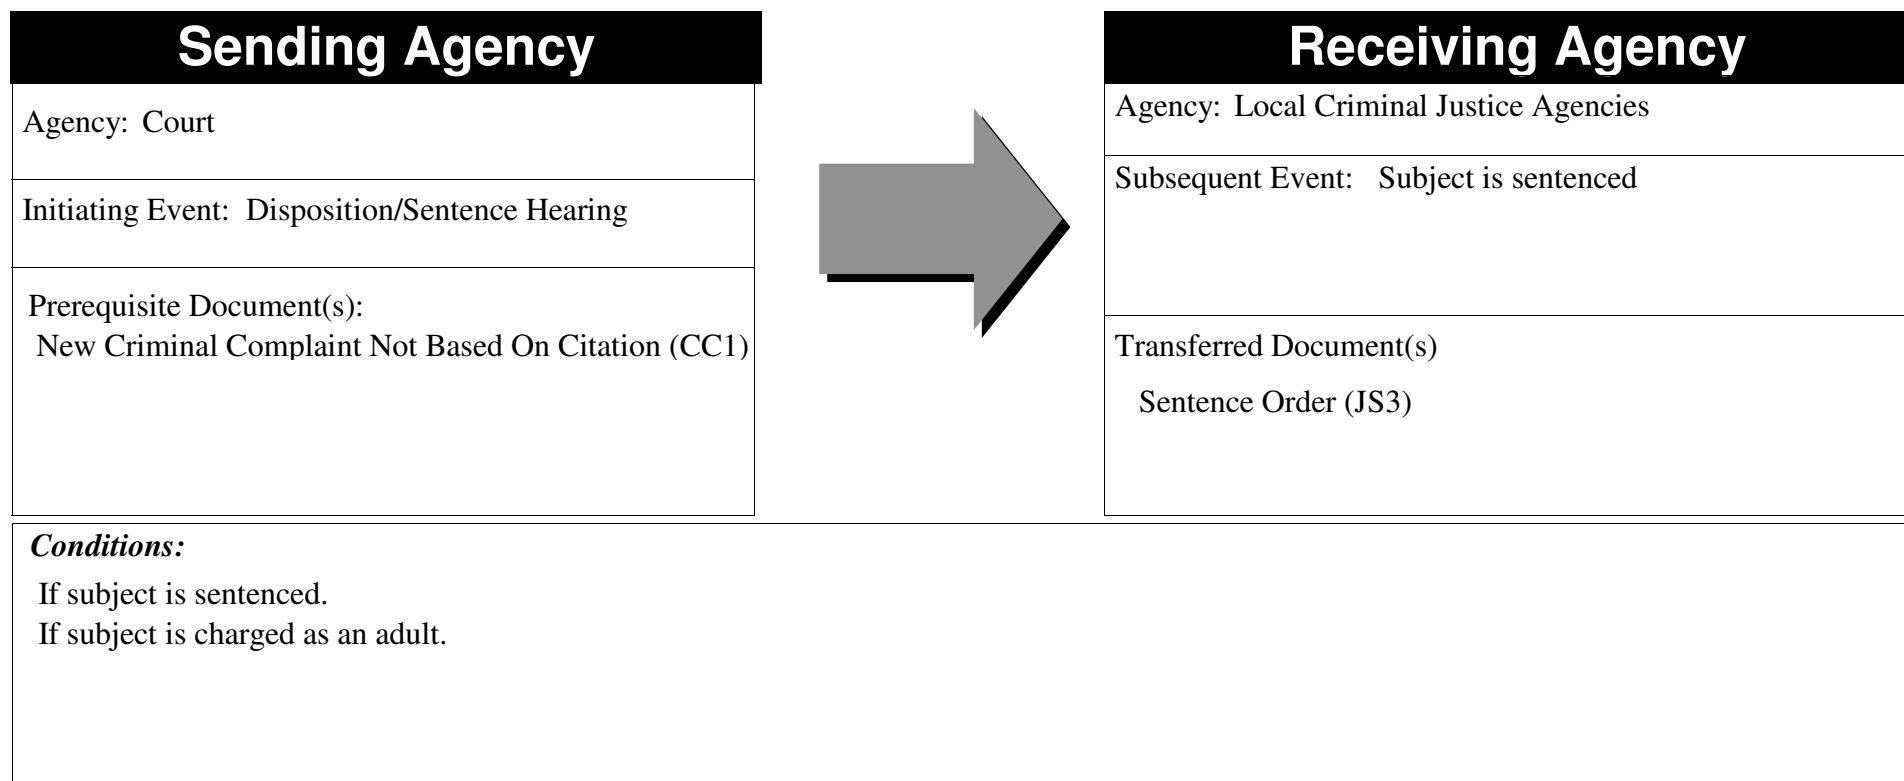 Sending Agency
Agency: Court
Initiating Event: Disposition/Sentence Hearing
Prerequisite Document(s):
New Criminal Complaint Not Based On Citation (CC1)
Receiving Agency
Agency: Local Criminal Justice Agencies
Subsequent Event: Subject is sentenced
Transferred Document(s)
Sentence Order (JS3)
Conditions:
If subject is sentenced.
If subject is charged as an adult.